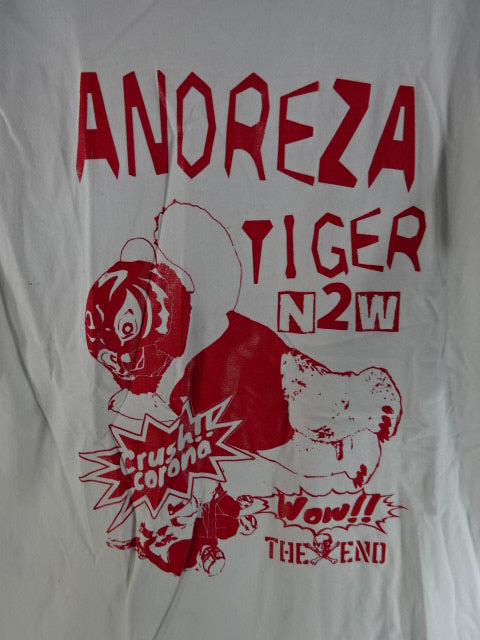 ANDREZA
TIGER
N2W
Crush!!
corona
Wow!!
THE END